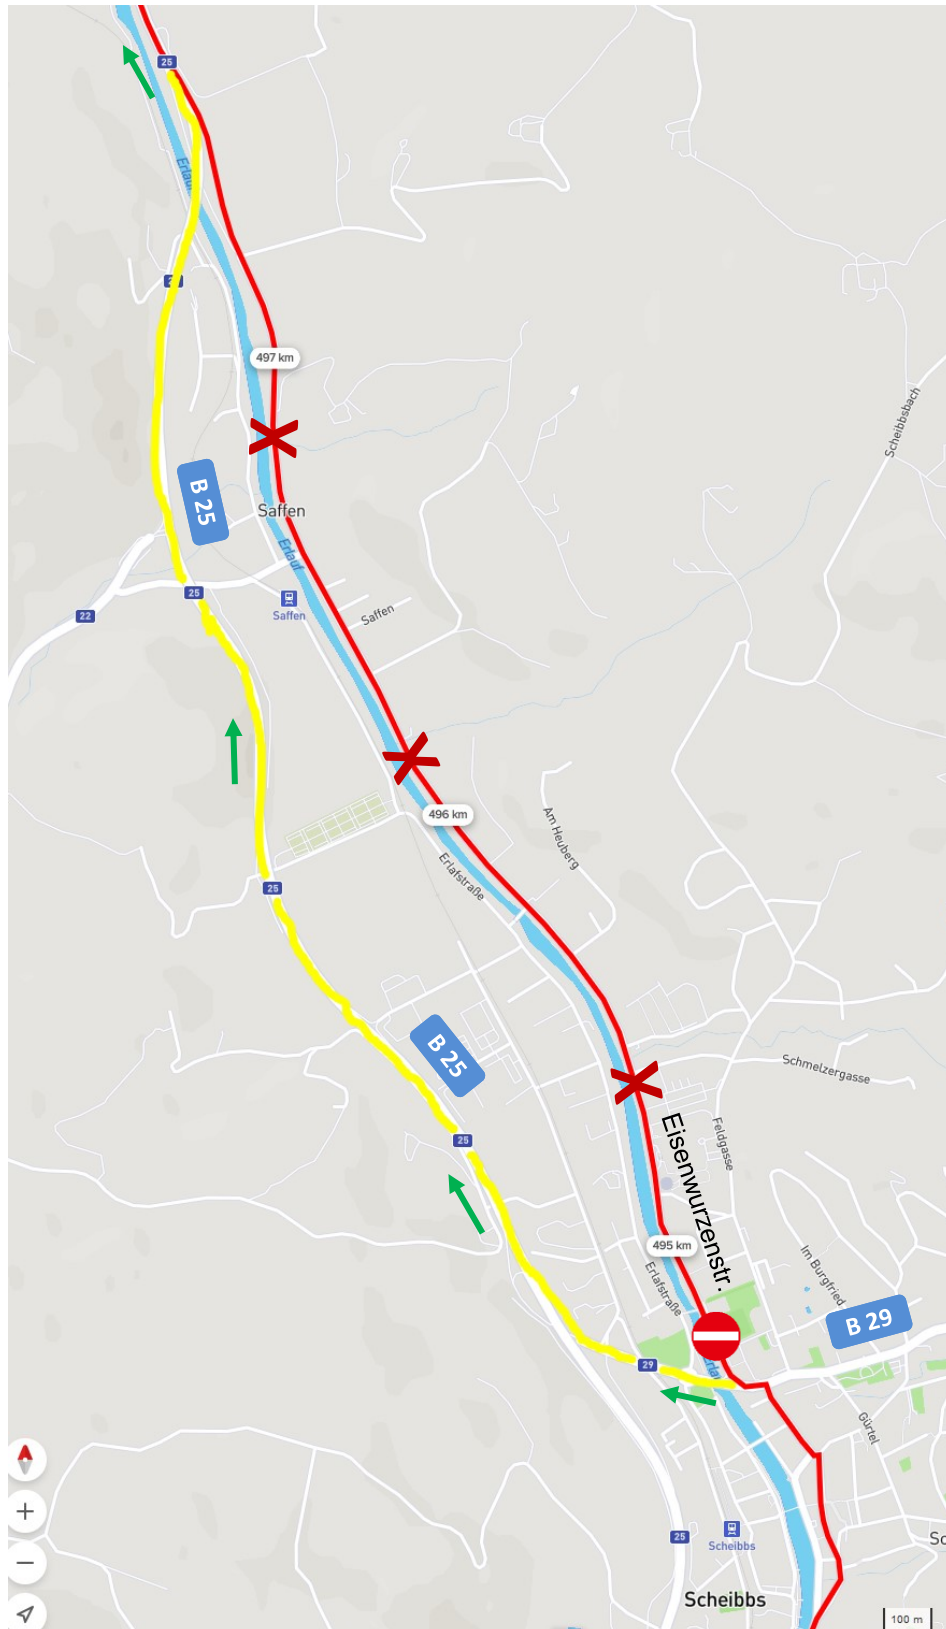 25
Erlauf
497 km
Scheibbsbach
B 25
Saffen
Erlauf
25
Saffen
Saffen
22
496 km
Am Heuberg
Erlafstraße
25
B 25
Schmelzergasse
25
Feldgasse
Eisenwurzenstr.
495 km
Erlafstraße
Im Burgfried
B 29
29
Gürtel
25
Scheibbs
Sc
Scheibbs
100 m